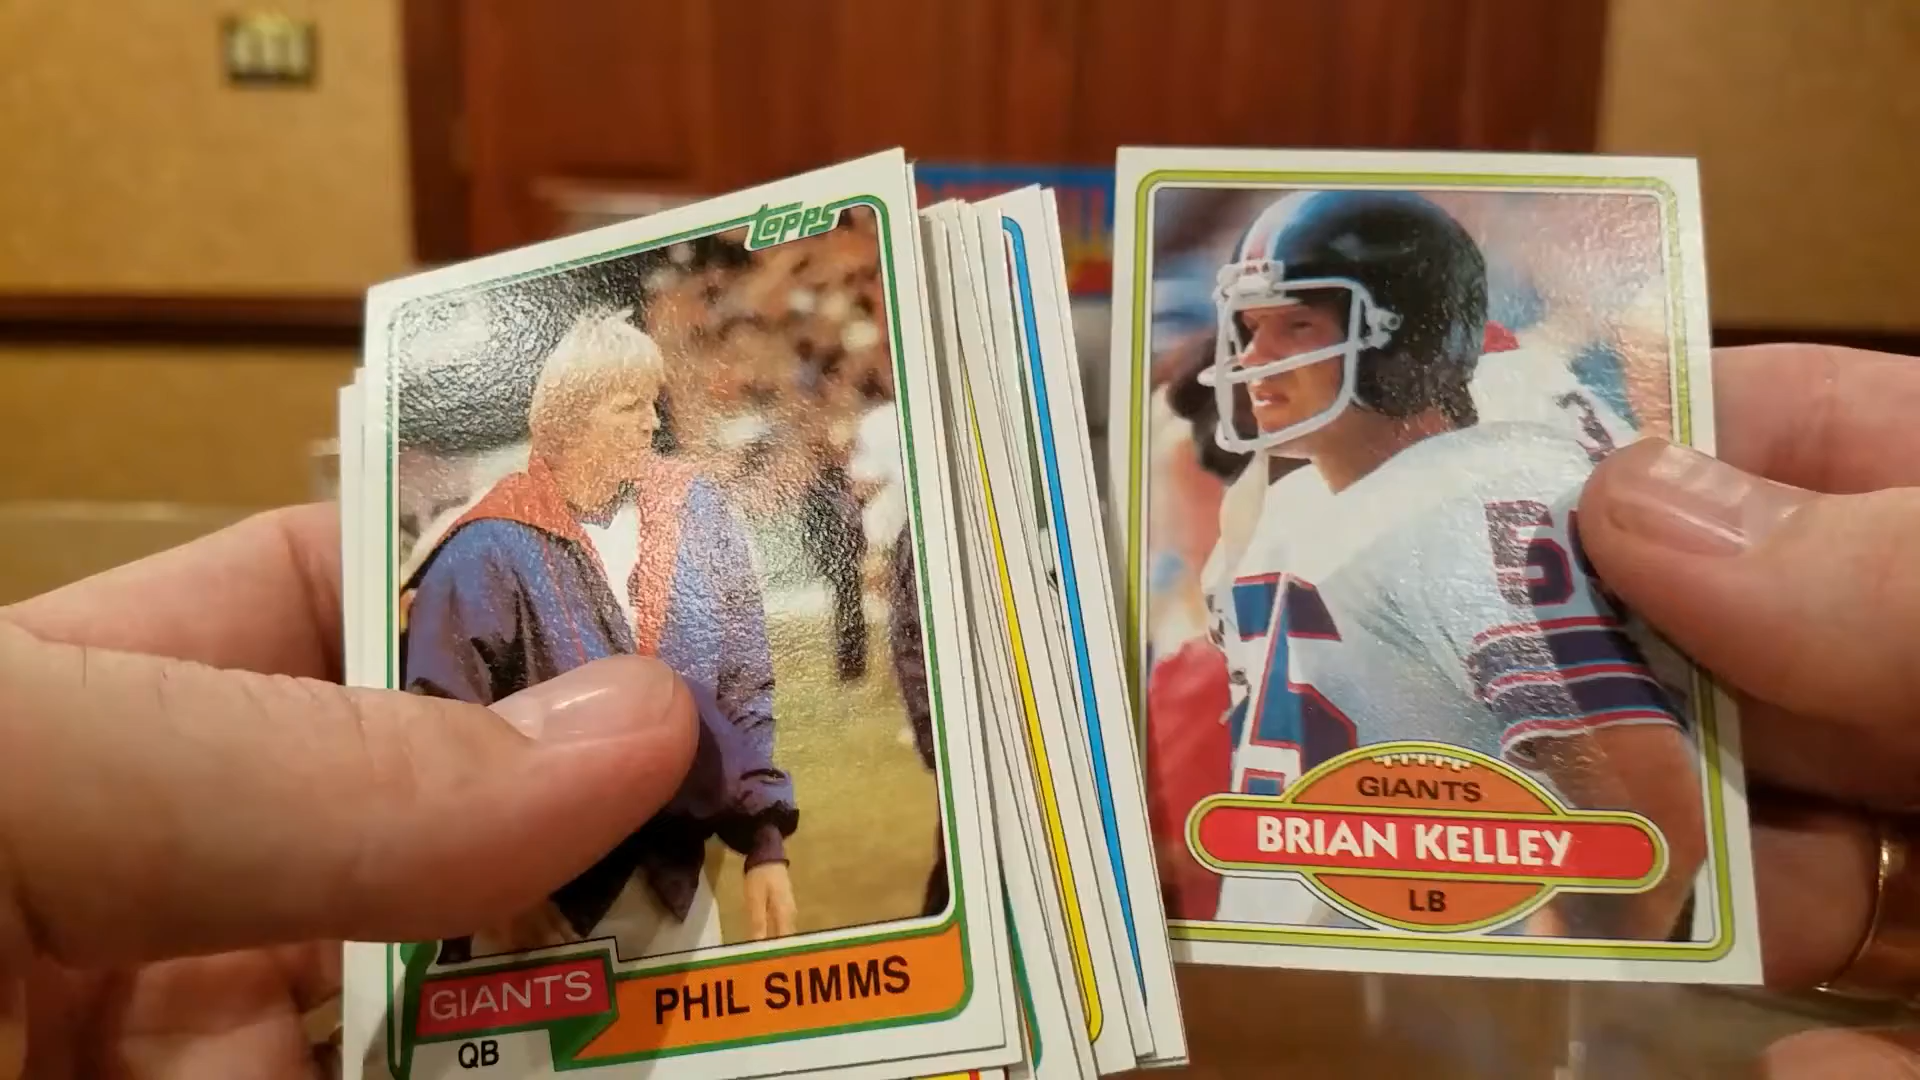 topps
GIANTS
PHIL SIMMS
QB
GIANTS
BRIAN KELLEY
LB